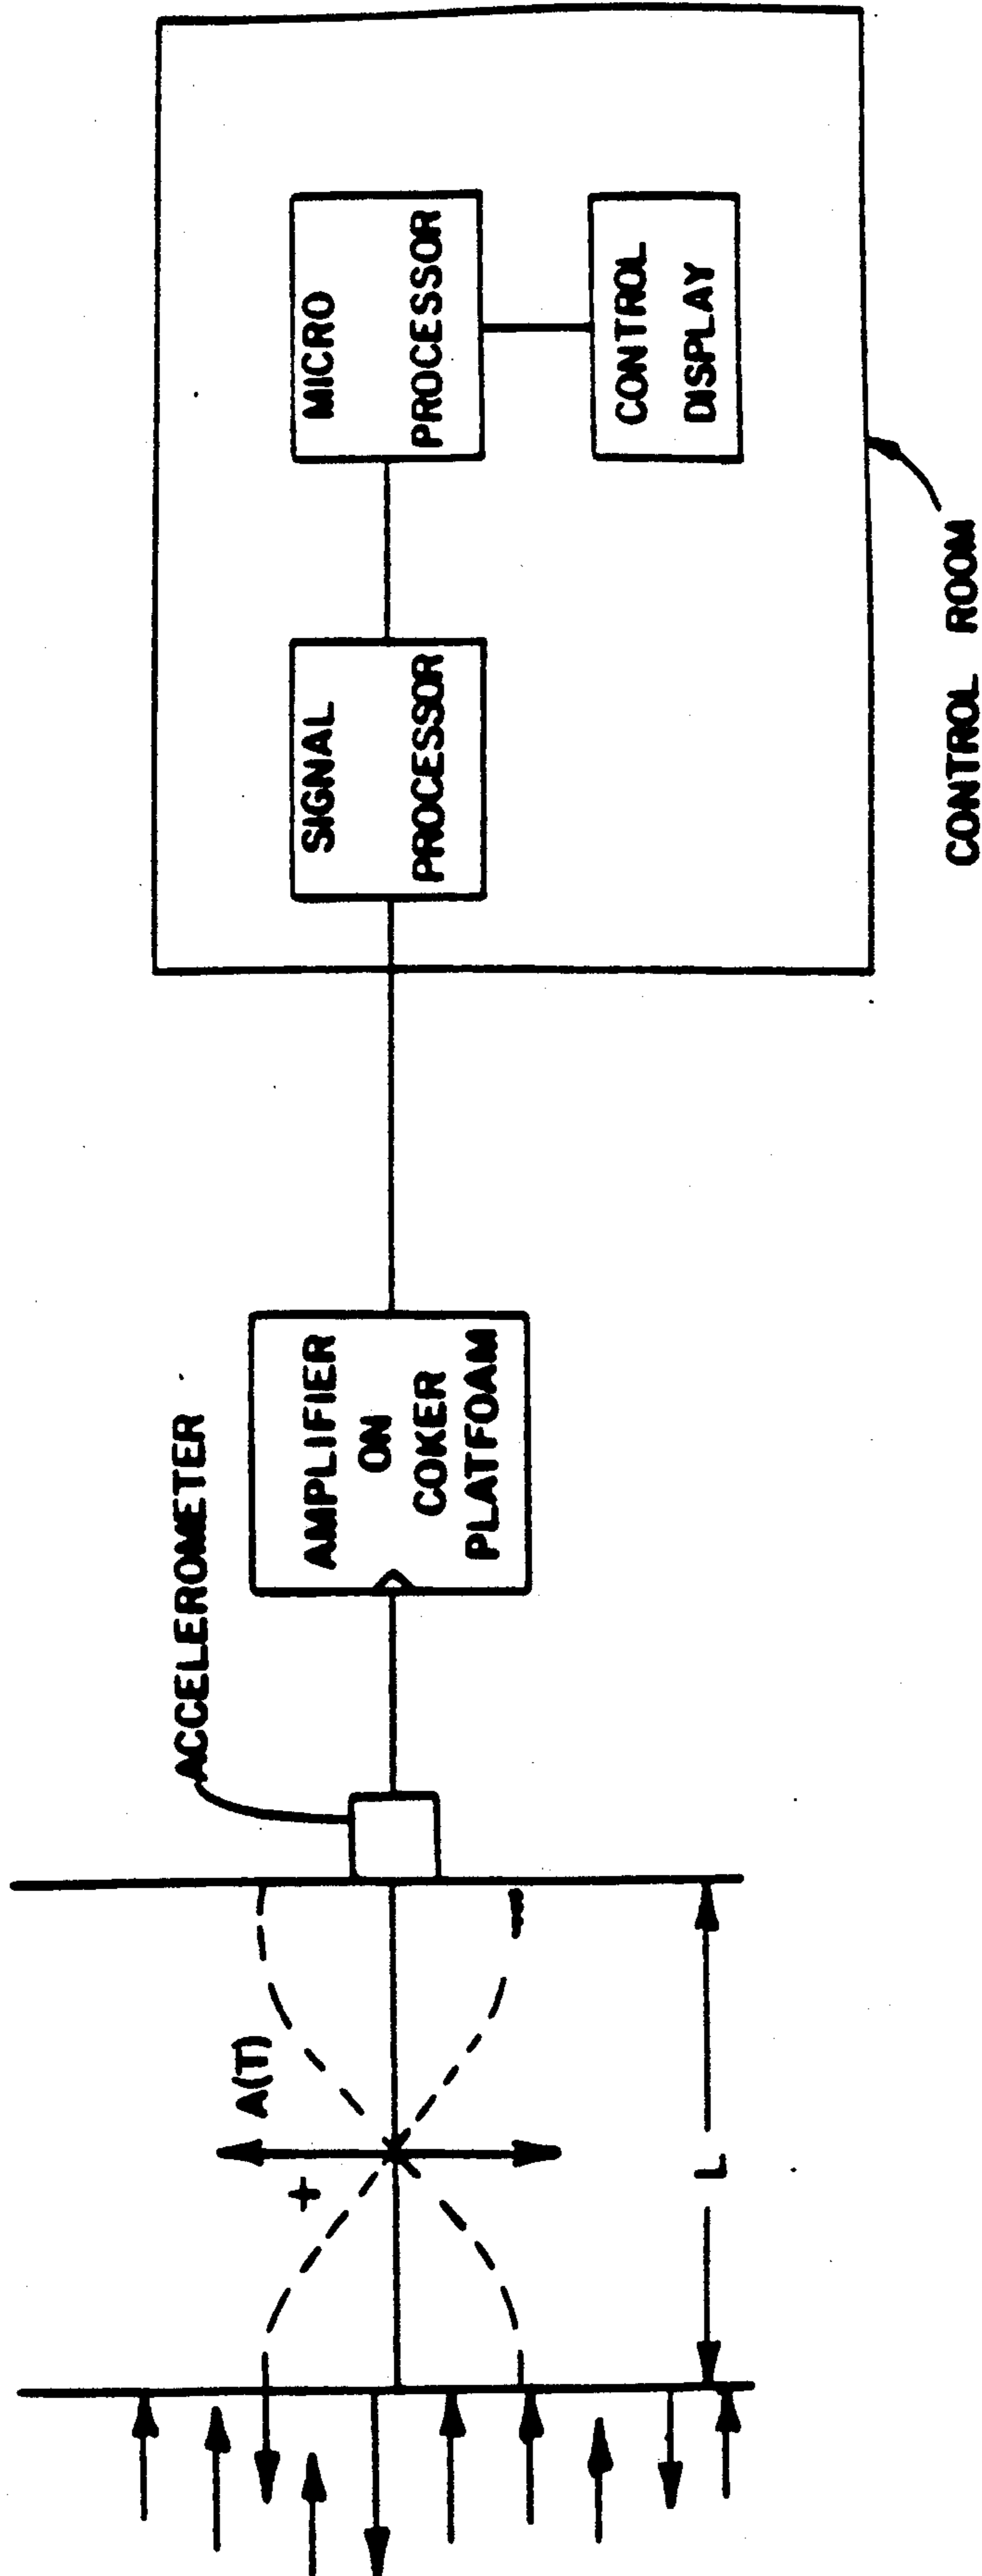 ACCELEROMETER
A(T)
+
L
AMPLIFIER
ON
COKER
PLATFOAM
SIGNAL
PROCESSOR
MICRO
PROCESSOR
CONTROL
DISPLAY
CONTROL ROOM